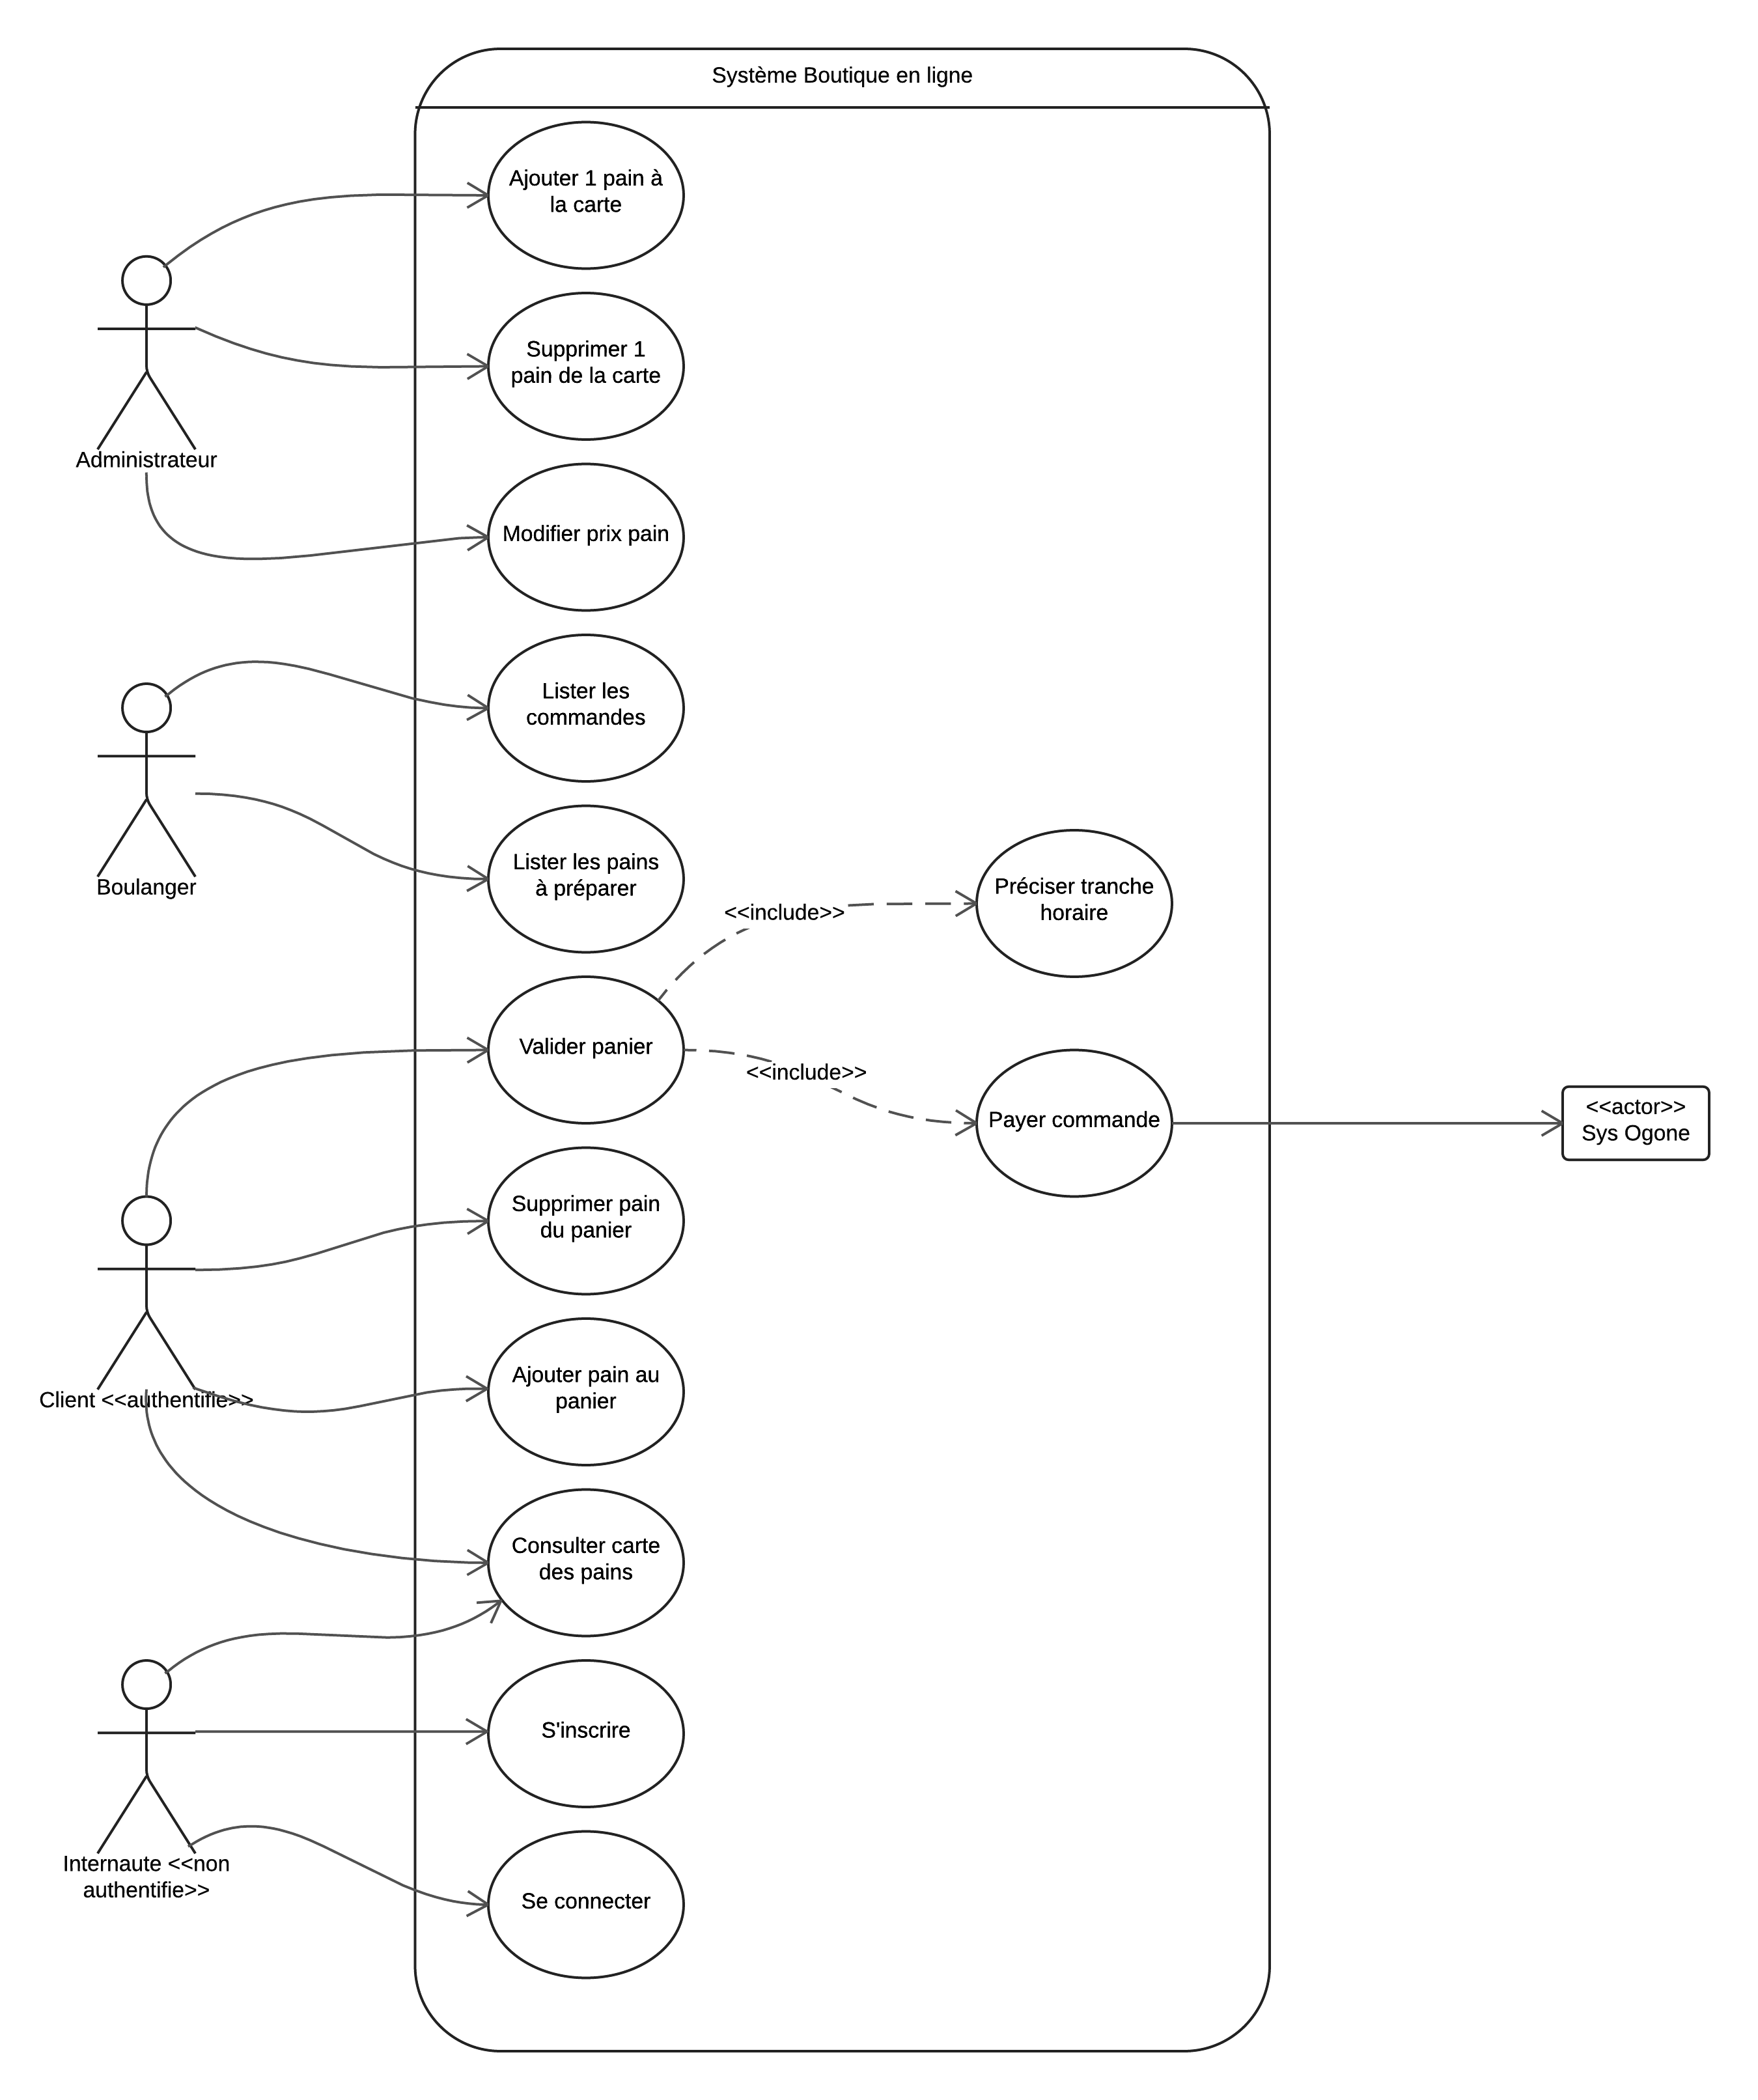 Système Boutique en ligne
Ajouter 1 pain à
la carte
Supprimer 1
pain de la carte
Administrateur
Modifier prix pain
Lister les
commandes
Lister les pains
à préparer
Boulanger
Préciser tranche
horaire
<<include>>
Valider panier
<<include>>
Payer commande
<<actor>>
Sys Ogone
Supprimer pain
du panier
Ajouter pain au
panier
Client <<authentifie>>
Consulter carte
des pains
S'inscrire
Internaute <<non
authentifie>>
Se connecter